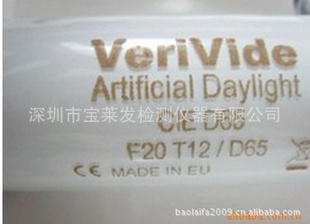 VeriVide
Artificial Daylight
深圳市宝莱发检测仪器有限公司
CIE D65
F20 T12 / D65
CE MADE IN EU
baolaifa2009.cn.alibaba.com